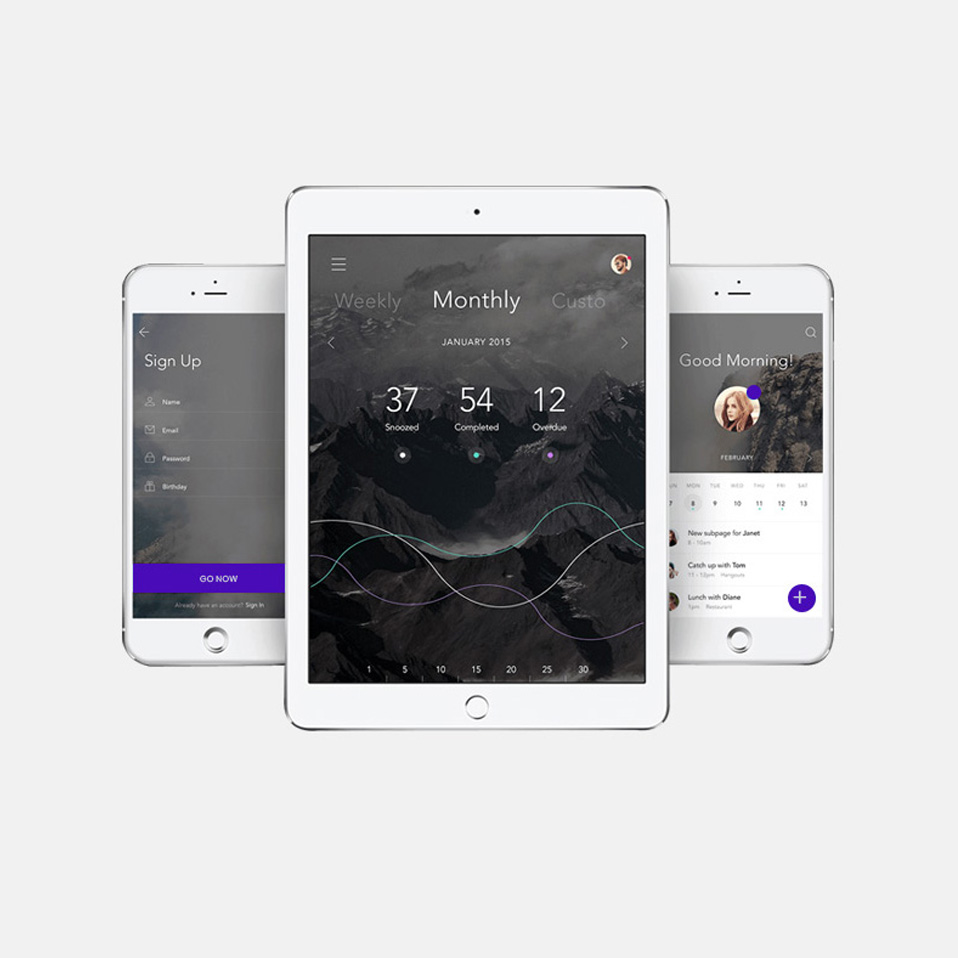 Sign Up
Name
Email
Password
Birthday
GO NOW
Already have an account? Sign In
Weekly Monthly Custo
JANUARY 2015
37 54 12
Snoozed Completed Overdue
1 5 10 15 20 25 30
Good Morning!
FEBRUARY
UN MON TUE WED THU FRI SAT
7 8 9 10 11 12 13
New subpage for Janet
8 - 10am
Catch up with Tom
11 - 12pm Hangouts
Lunch with Diane
1pm Restaurant